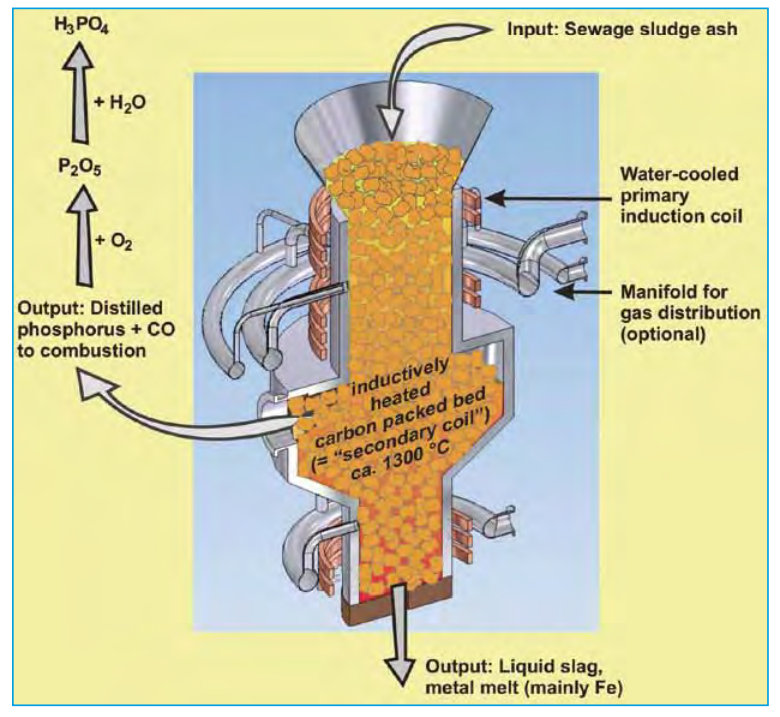 H₃PO₄
Input: Sewage sludge ash
+ H₂O
P₂O₅
Water-cooled
primary
induction coil
+ O₂
Output: Distilled
phosphorus + CO
to combustion
Manifold for
gas distribution
(optional)
inductively
heated
carbon packed bed
(= “secondary coil”)
ca. 1300 °C
Output: Liquid slag,
metal melt (mainly Fe)